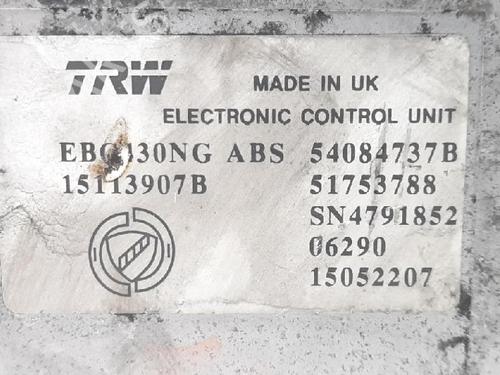 TRW MADE IN UK
ELECTRONIC CONTROL UNIT
ABS 54084737B
15113907B 51753788
SN4791852
06290
15052207